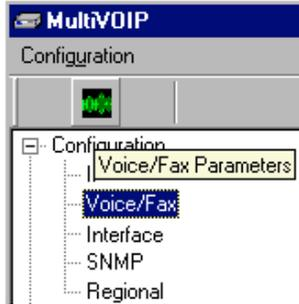 MultiVOIP
Configuration
Configuration
Voice/Fax Parameters
Voice/Fax
Interface
SNMP
Regional